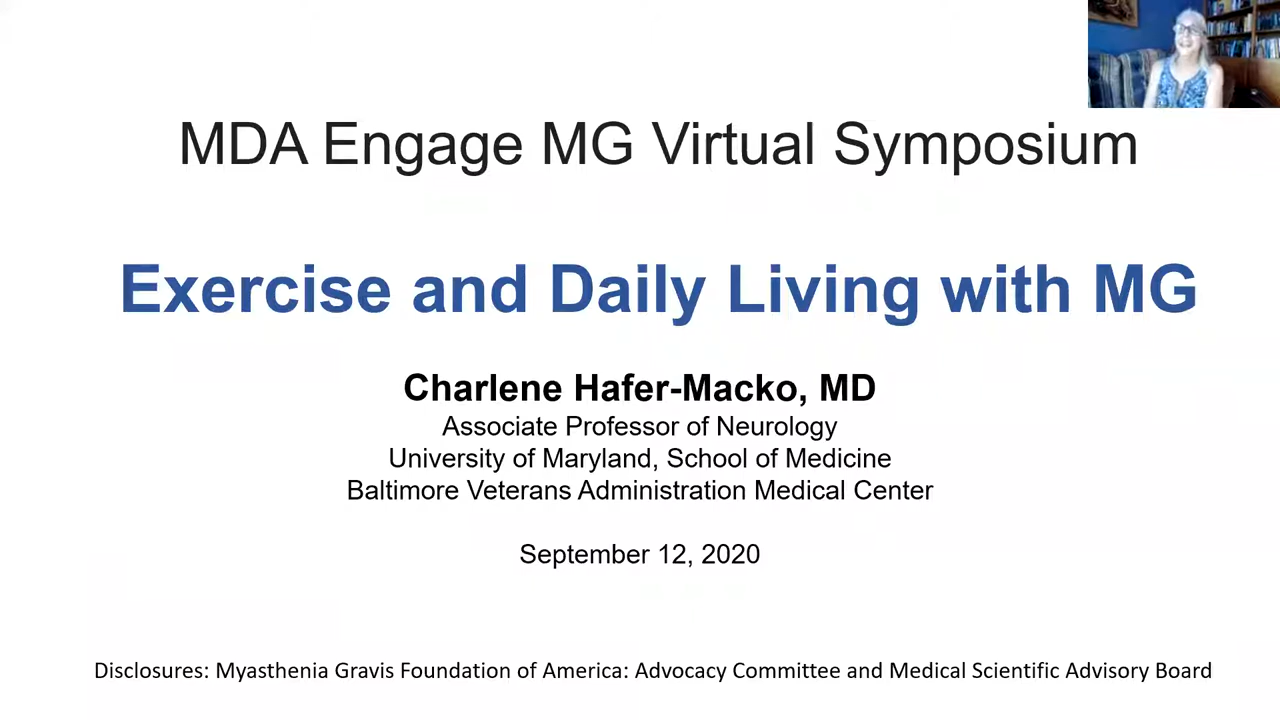 MDA Engage MG Virtual Symposium
Exercise and Daily Living with MG
Charlene Hafer-Macko, MD
Associate Professor of Neurology
University of Maryland, School of Medicine
Baltimore Veterans Administration Medical Center
September 12, 2020
Disclosures: Myasthenia Gravis Foundation of America: Advocacy Committee and Medical Scientific Advisory Board